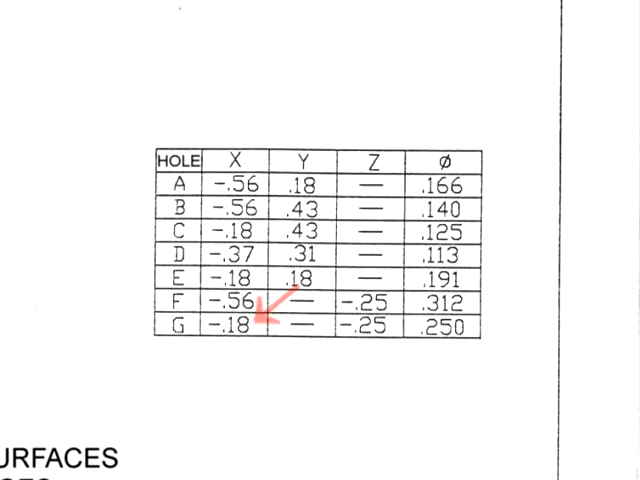 HOLE X Y Z Ø
A -.56 .18 — .166
B -.56 .43 — .140
C -.18 .43 — .125
D -.37 .31 — .113
E -.18 .18 — .191
F -.56 — -.25 .312
G -.18 — -.25 .250
URFACES